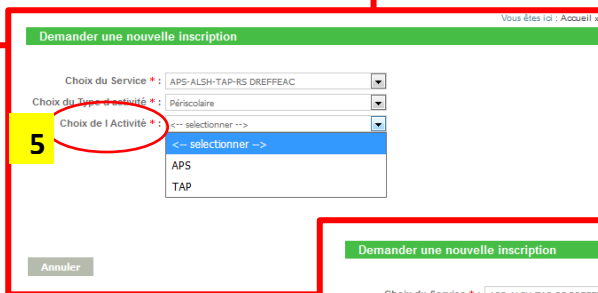 Vous êtes ici : Accueil »
Demander une nouvelle inscription
Choix du Service * : APS-ALSH-TAP-RS DREFFEAC
Choix du Type d'activité * : Périscolaire
Choix de l Activité * : <-- selectionner -->
5
<-- selectionner -->
APS
TAP
Annuler
Demander une nouvelle inscription